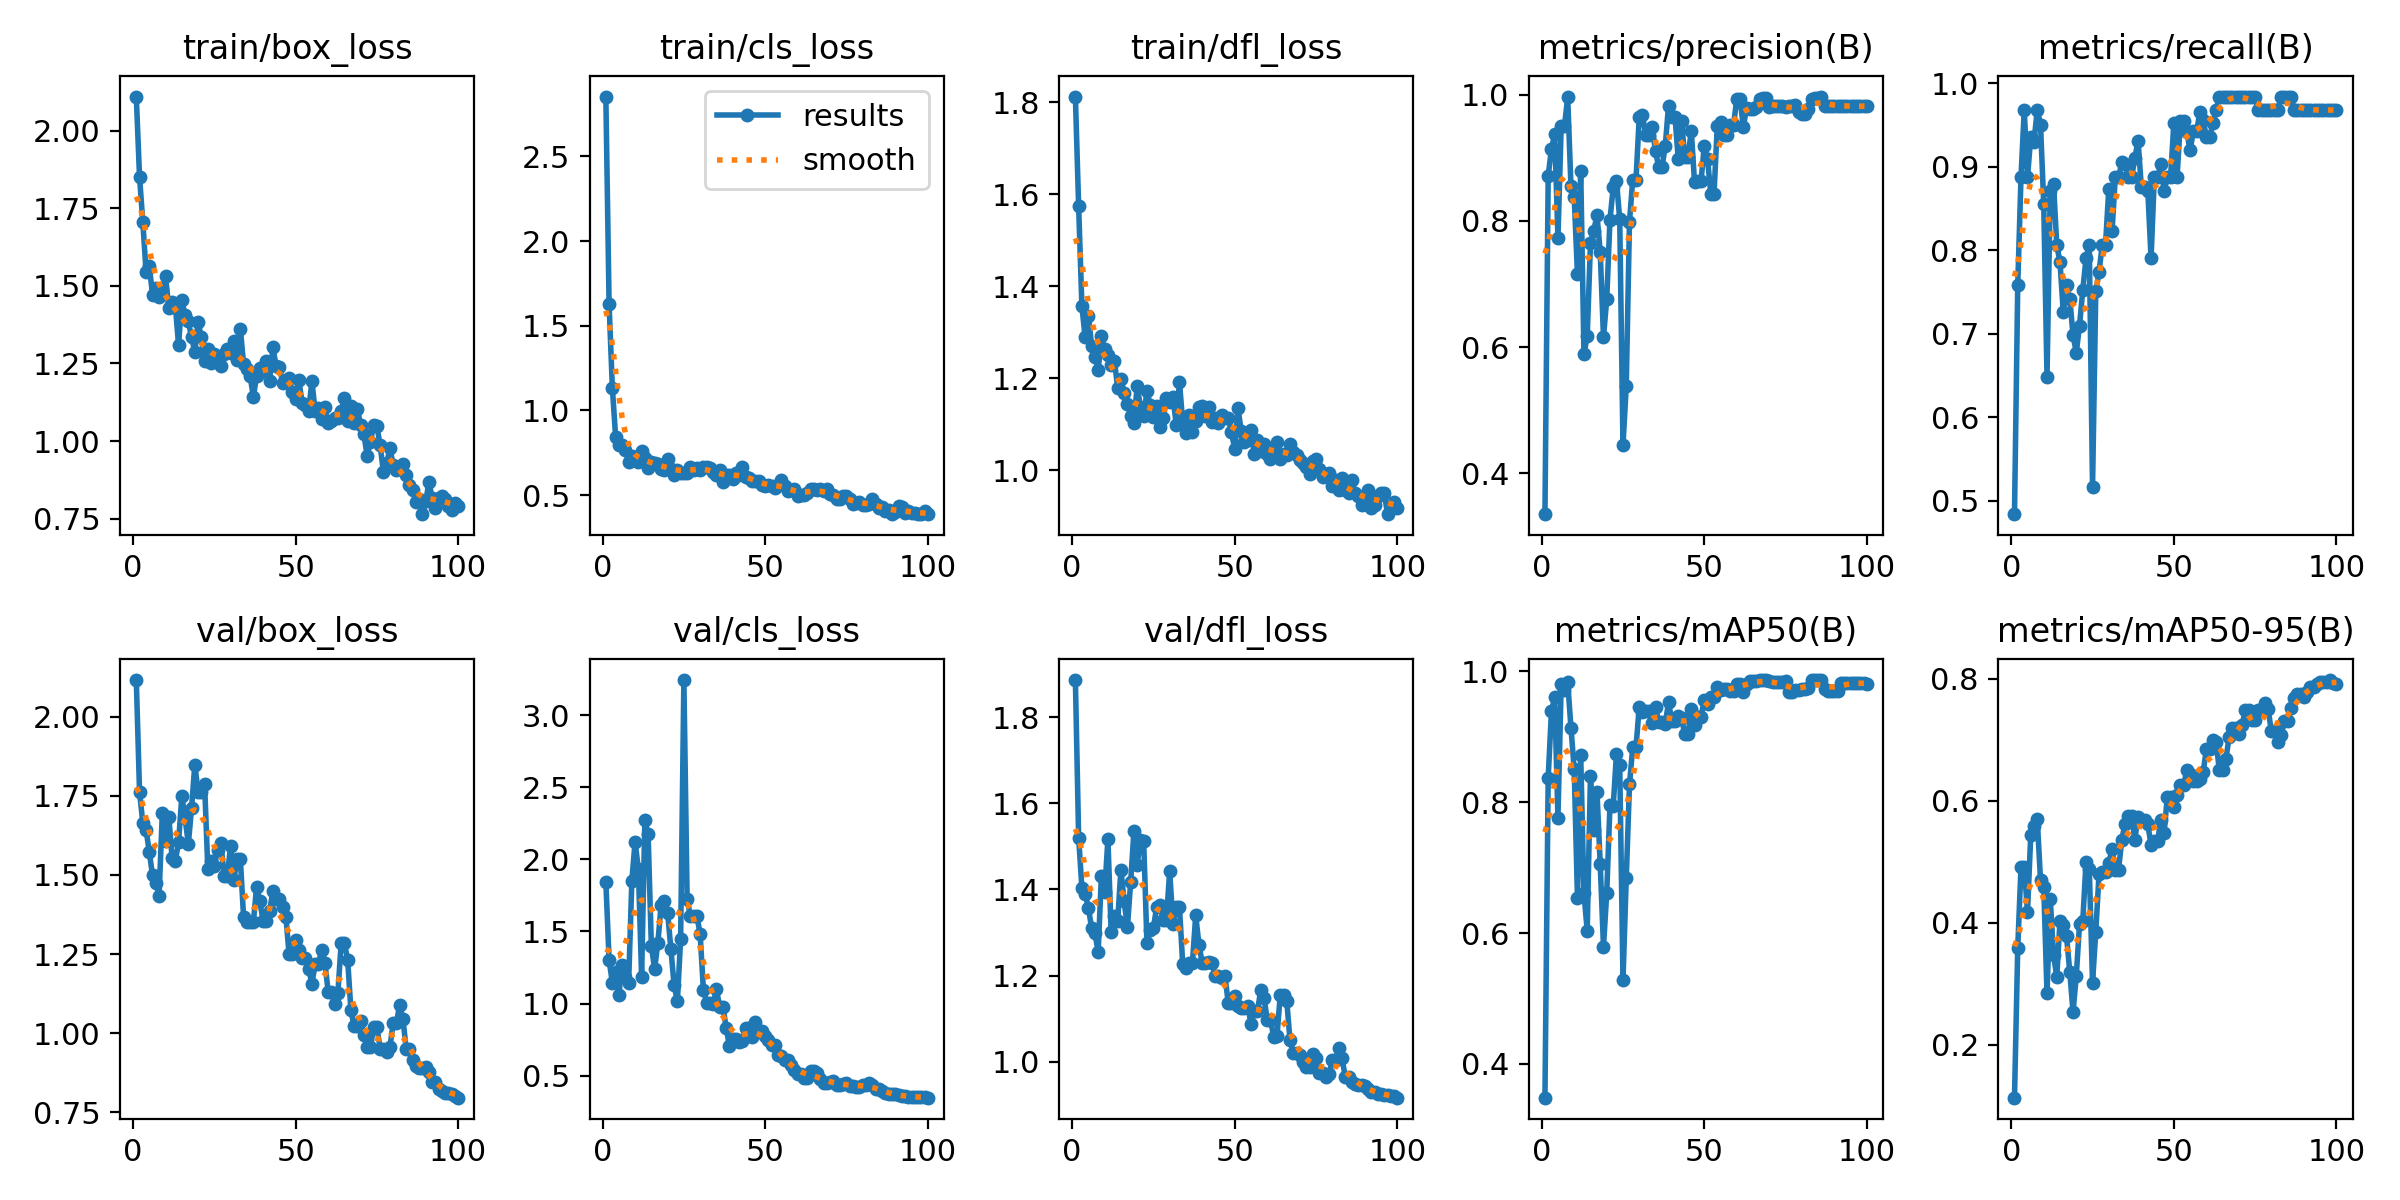 train/box_loss
2.00
1.75
1.50
1.25
1.00
0.75
0 50 100
train/cls_loss
results
smooth
2.5
2.0
1.5
1.0
0.5
0 50 100
train/dfl_loss
1.8
1.6
1.4
1.2
1.0
0 50 100
metrics/precision(B)
1.0
0.8
0.6
0.4
0 50 100
metrics/recall(B)
1.0
0.9
0.8
0.7
0.6
0.5
0 50 100
val/box_loss
2.00
1.75
1.50
1.25
1.00
0.75
0 50 100
val/cls_loss
3.0
2.5
2.0
1.5
1.0
0.5
0 50 100
val/dfl_loss
1.8
1.6
1.4
1.2
1.0
0 50 100
metrics/mAP50(B)
1.0
0.8
0.6
0.4
0 50 100
metrics/mAP50-95(B)
0.8
0.6
0.4
0.2
0 50 100